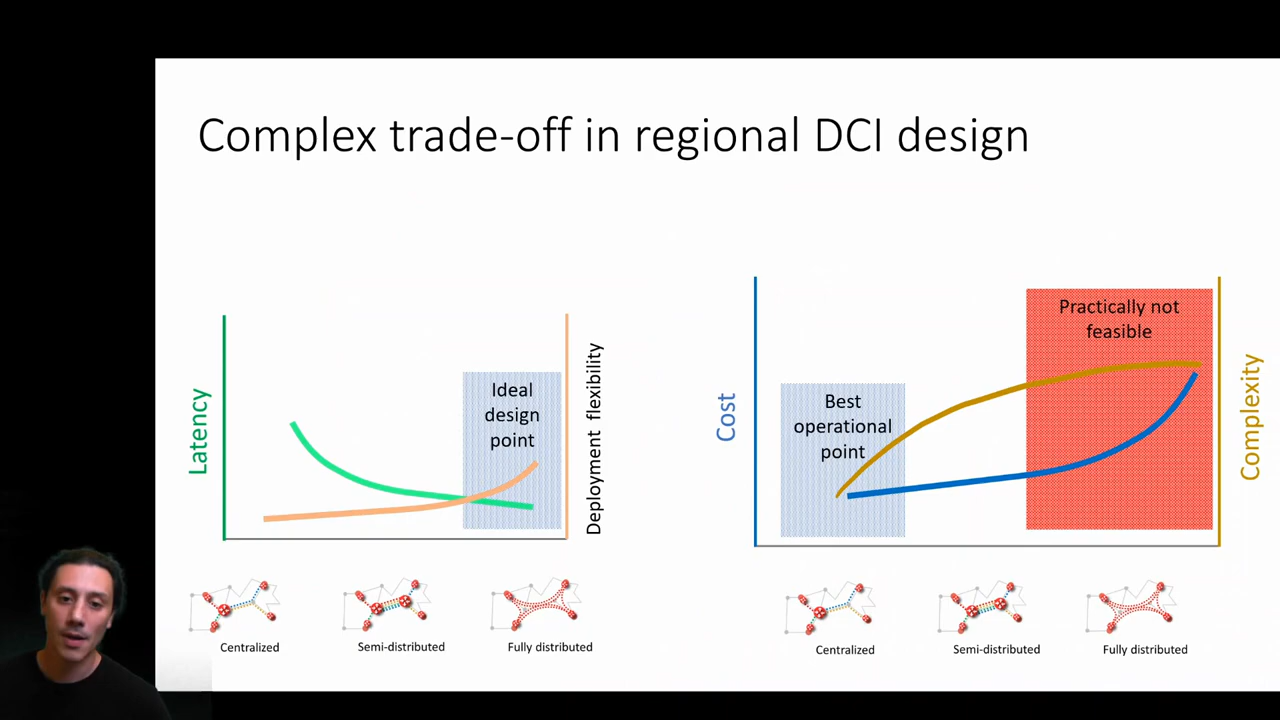 Complex trade-off in regional DCI design
Latency
Ideal
design
point
Deployment flexibility
Centralized
Semi-distributed
Fully distributed
Cost
Best
operational
point
Practically not
feasible
Complexity
Centralized
Semi-distributed
Fully distributed